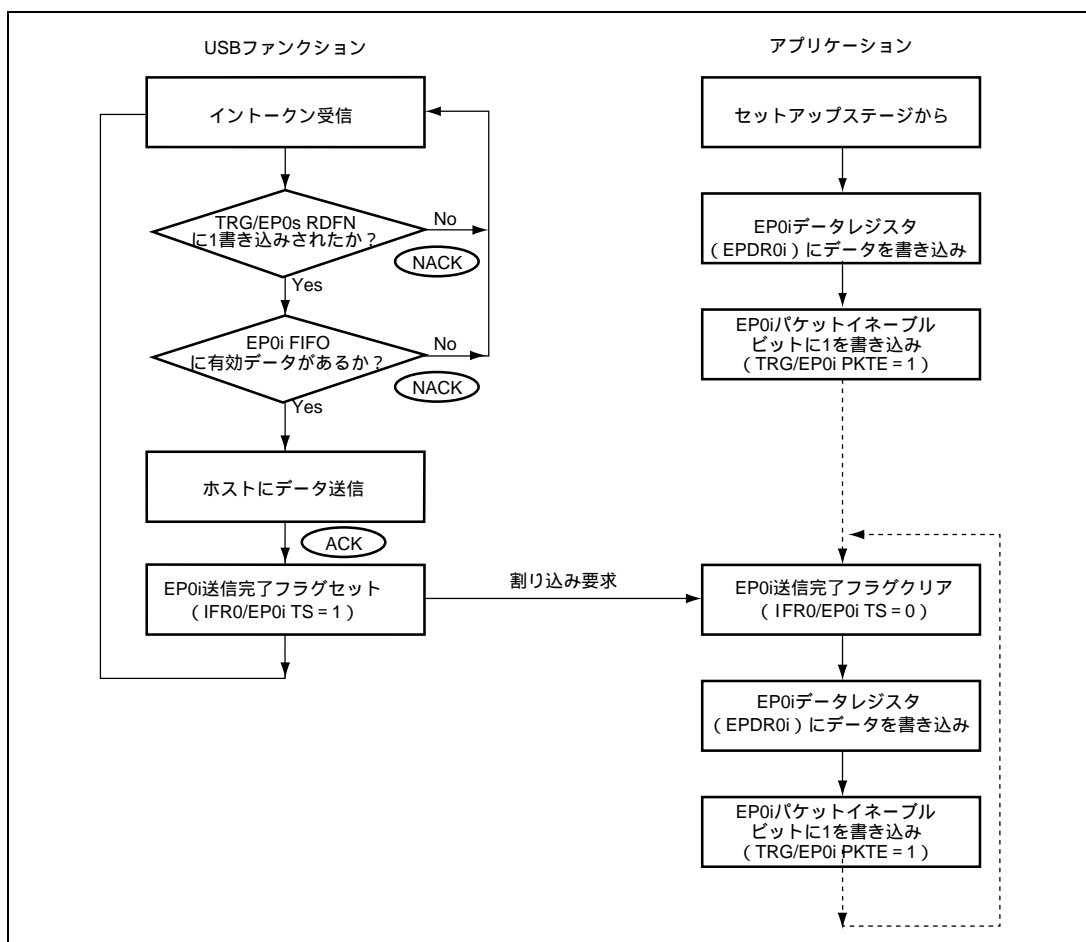 USBファンクション
イントークン受信
TRG/EP0s RDFN
に1書き込みされたか？
No
NACK
Yes
EP0i FIFO
に有効データがあるか？
No
NACK
Yes
ホストにデータ送信
ACK
EP0i送信完了フラグセット
（IFR0/EP0i TS = 1）
割り込み要求
アプリケーション
セットアップステージから
EP0iデータレジスタ
（EPDR0i）にデータを書き込み
EP0iパケットイネーブル
ビットに1を書き込み
（TRG/EP0i PKTE = 1）
EP0i送信完了フラグクリア
（IFR0/EP0i TS = 0）
EP0iデータレジスタ
（EPDR0i）にデータを書き込み
EP0iパケットイネーブル
ビットに1を書き込み
（TRG/EP0i PKTE = 1）